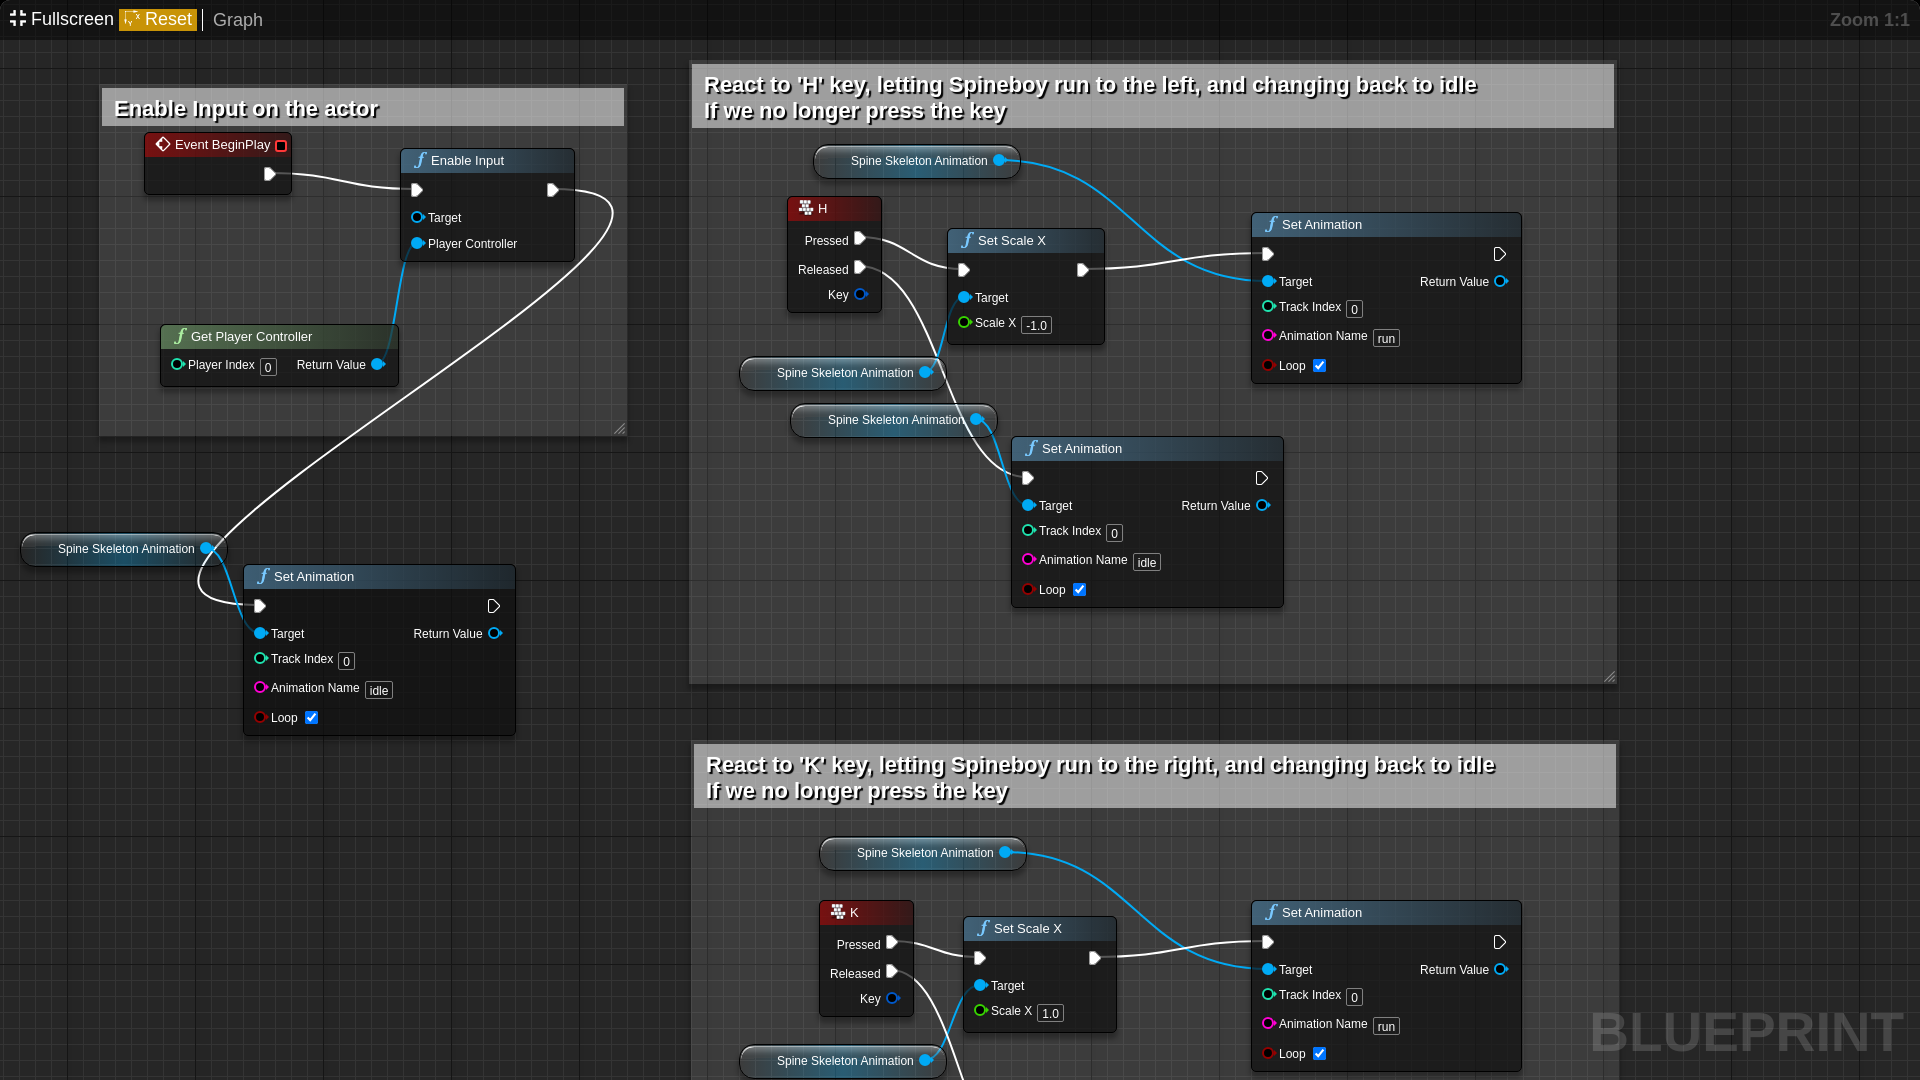 Fullscreen Reset Graph
Zoom 1:1
Enable Input on the actor
Event BeginPlay
Enable Input
Target
Player Controller
Get Player Controller
Player Index 0 Return Value
Spine Skeleton Animation
Set Animation
Target Return Value
Track Index 0
Animation Name idle
Loop
React to 'H' key, letting Spineboy run to the left, and changing back to idle
If we no longer press the key
Spine Skeleton Animation
H
Pressed
Released
Key
Set Scale X
Target
Scale X -1.0
Set Animation
Target Return Value
Track Index 0
Animation Name run
Loop
Spine Skeleton Animation
Spine Skeleton Animation
Set Animation
Target Return Value
Track Index 0
Animation Name idle
Loop
React to 'K' key, letting Spineboy run to the right, and changing back to idle
If we no longer press the key
Spine Skeleton Animation
K
Pressed
Released
Key
Set Scale X
Target
Scale X 1.0
Set Animation
Target Return Value
Track Index 0
Animation Name run
Loop
Spine Skeleton Animation
BLUEPRINT